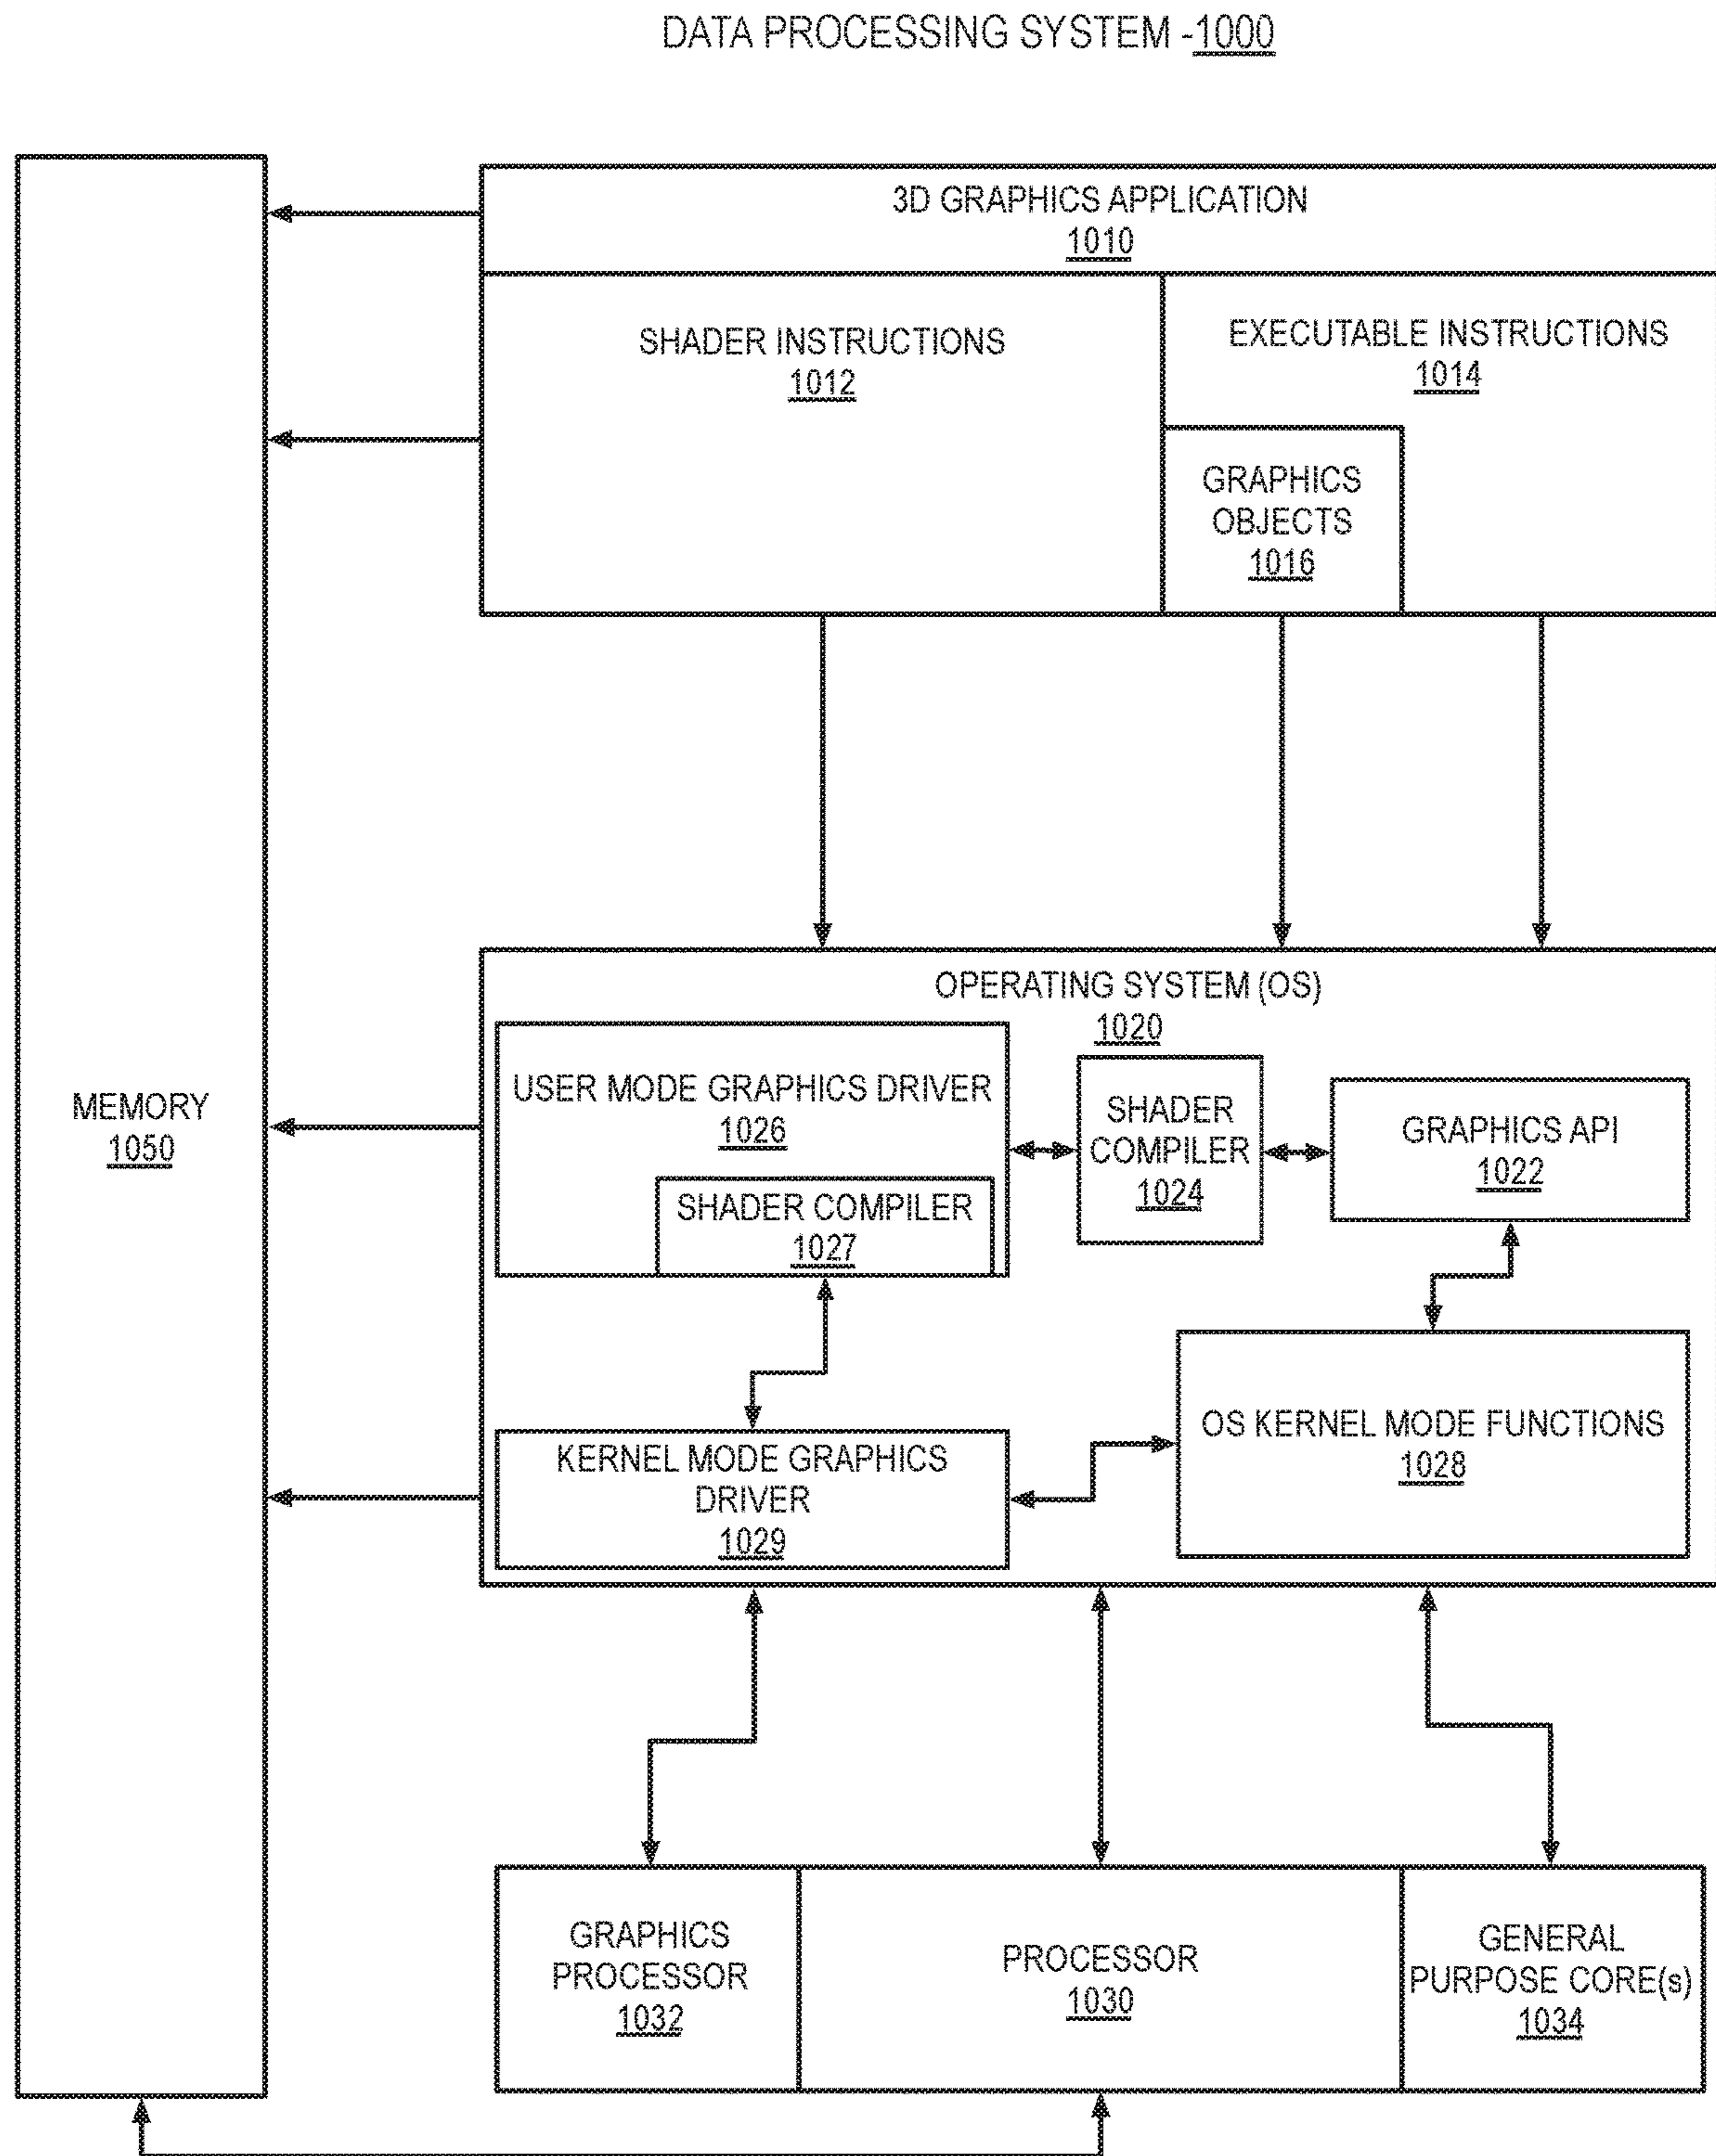 DATA PROCESSING SYSTEM -1000
3D GRAPHICS APPLICATION
1010
SHADER INSTRUCTIONS
1012
EXECUTABLE INSTRUCTIONS
1014
GRAPHICS
OBJECTS
1016
MEMORY
1050
OPERATING SYSTEM (OS)
1020
USER MODE GRAPHICS DRIVER
1026
SHADER COMPILER
1027
SHADER
COMPILER
1024
GRAPHICS API
1022
KERNEL MODE GRAPHICS
DRIVER
1029
OS KERNEL MODE FUNCTIONS
1028
GRAPHICS
PROCESSOR
1032
PROCESSOR
1030
GENERAL
PURPOSE CORE(s)
1034